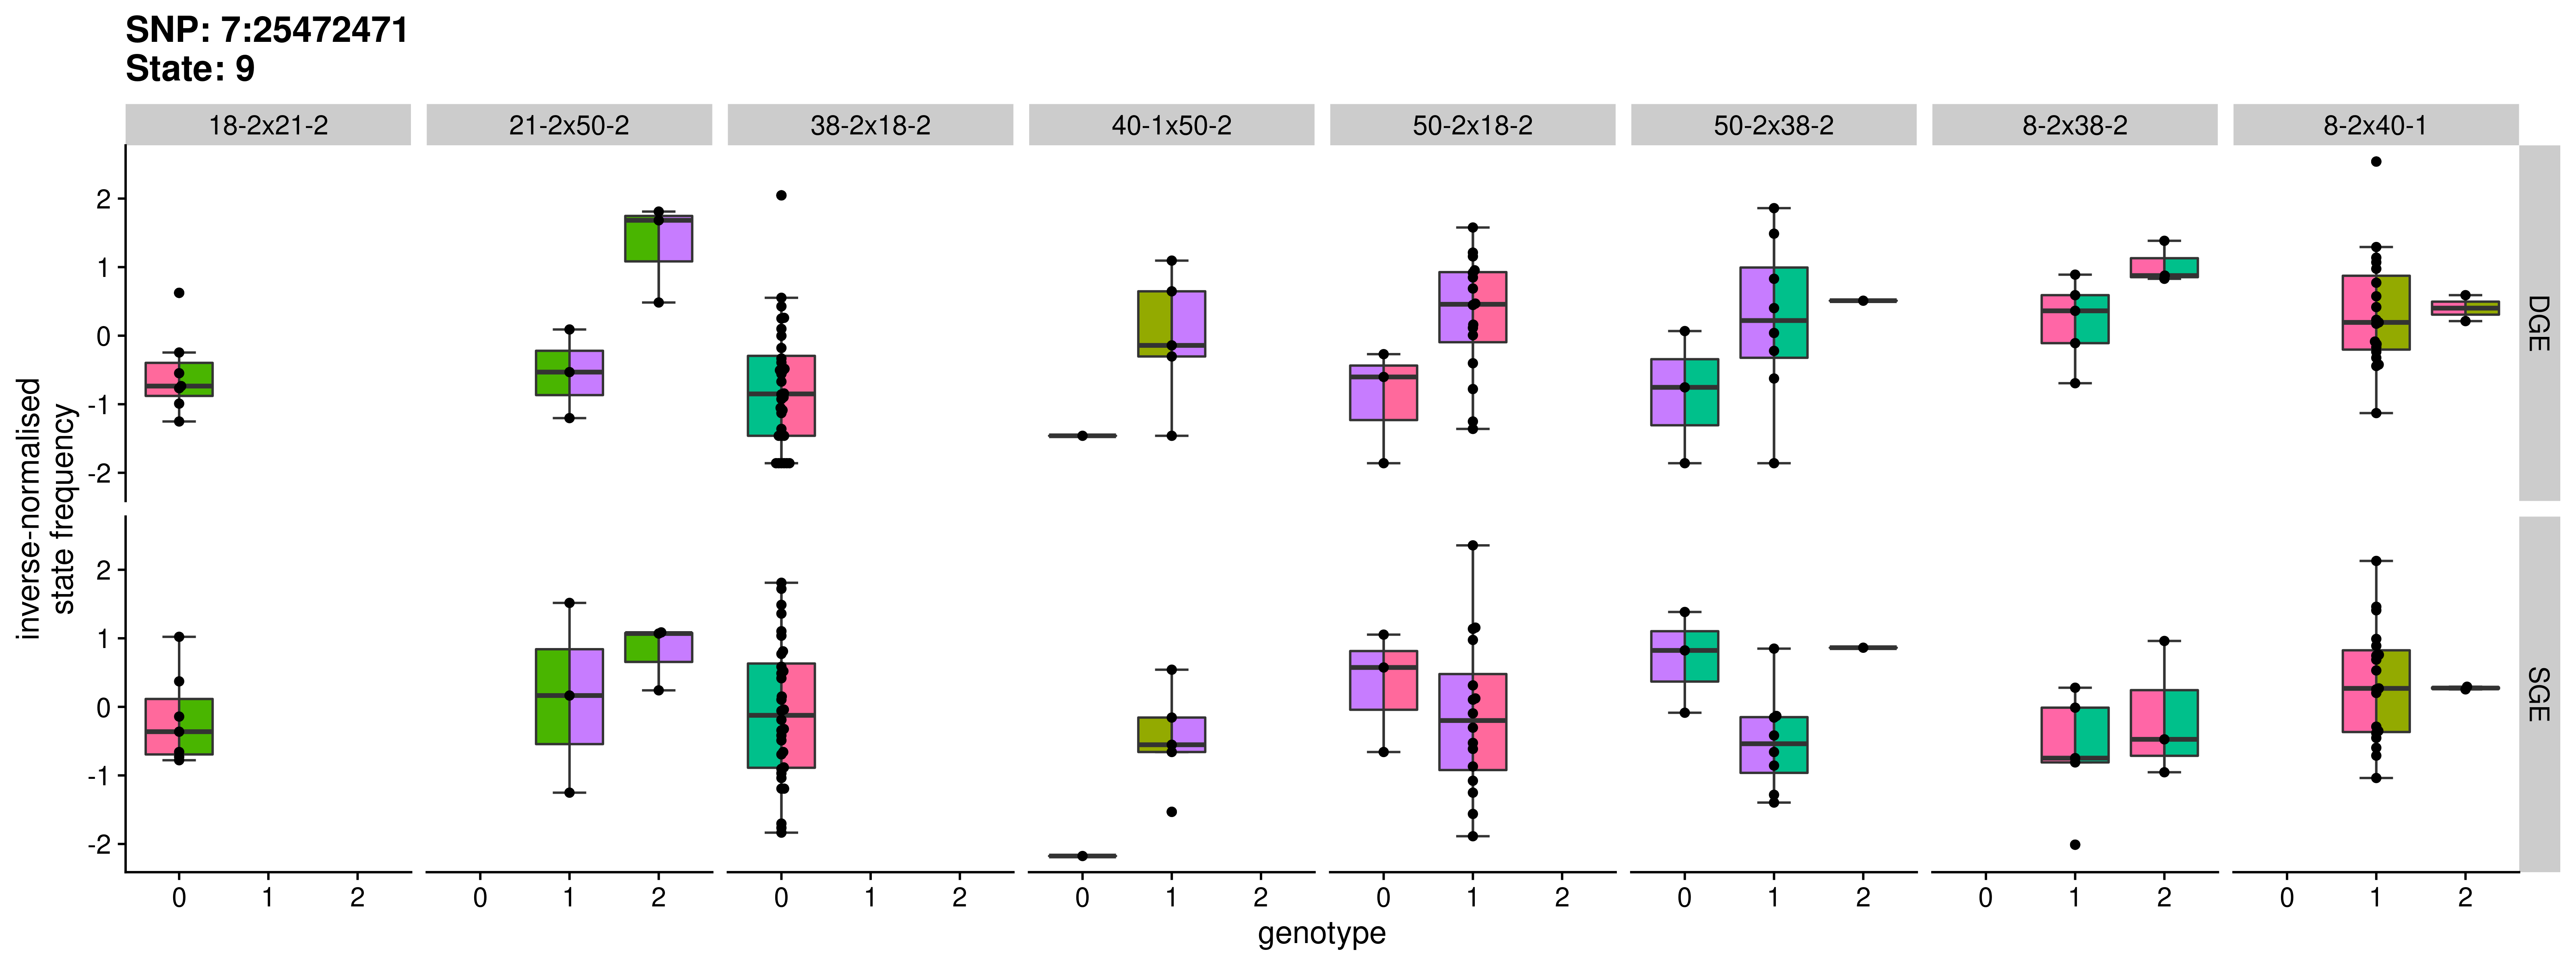 SNP: 7:25472471
State: 9
18-2x21-2
21-2x50-2
38-2x18-2
40-1x50-2
50-2x18-2
50-2x38-2
8-2x38-2
8-2x40-1
2
1
0
-1
-2
DGE
2
1
0
-1
-2
SGE
inverse-normalised
state frequency
0 1 2
0 1 2
0 1 2
0 1 2
0 1 2
0 1 2
0 1 2
0 1 2
genotype